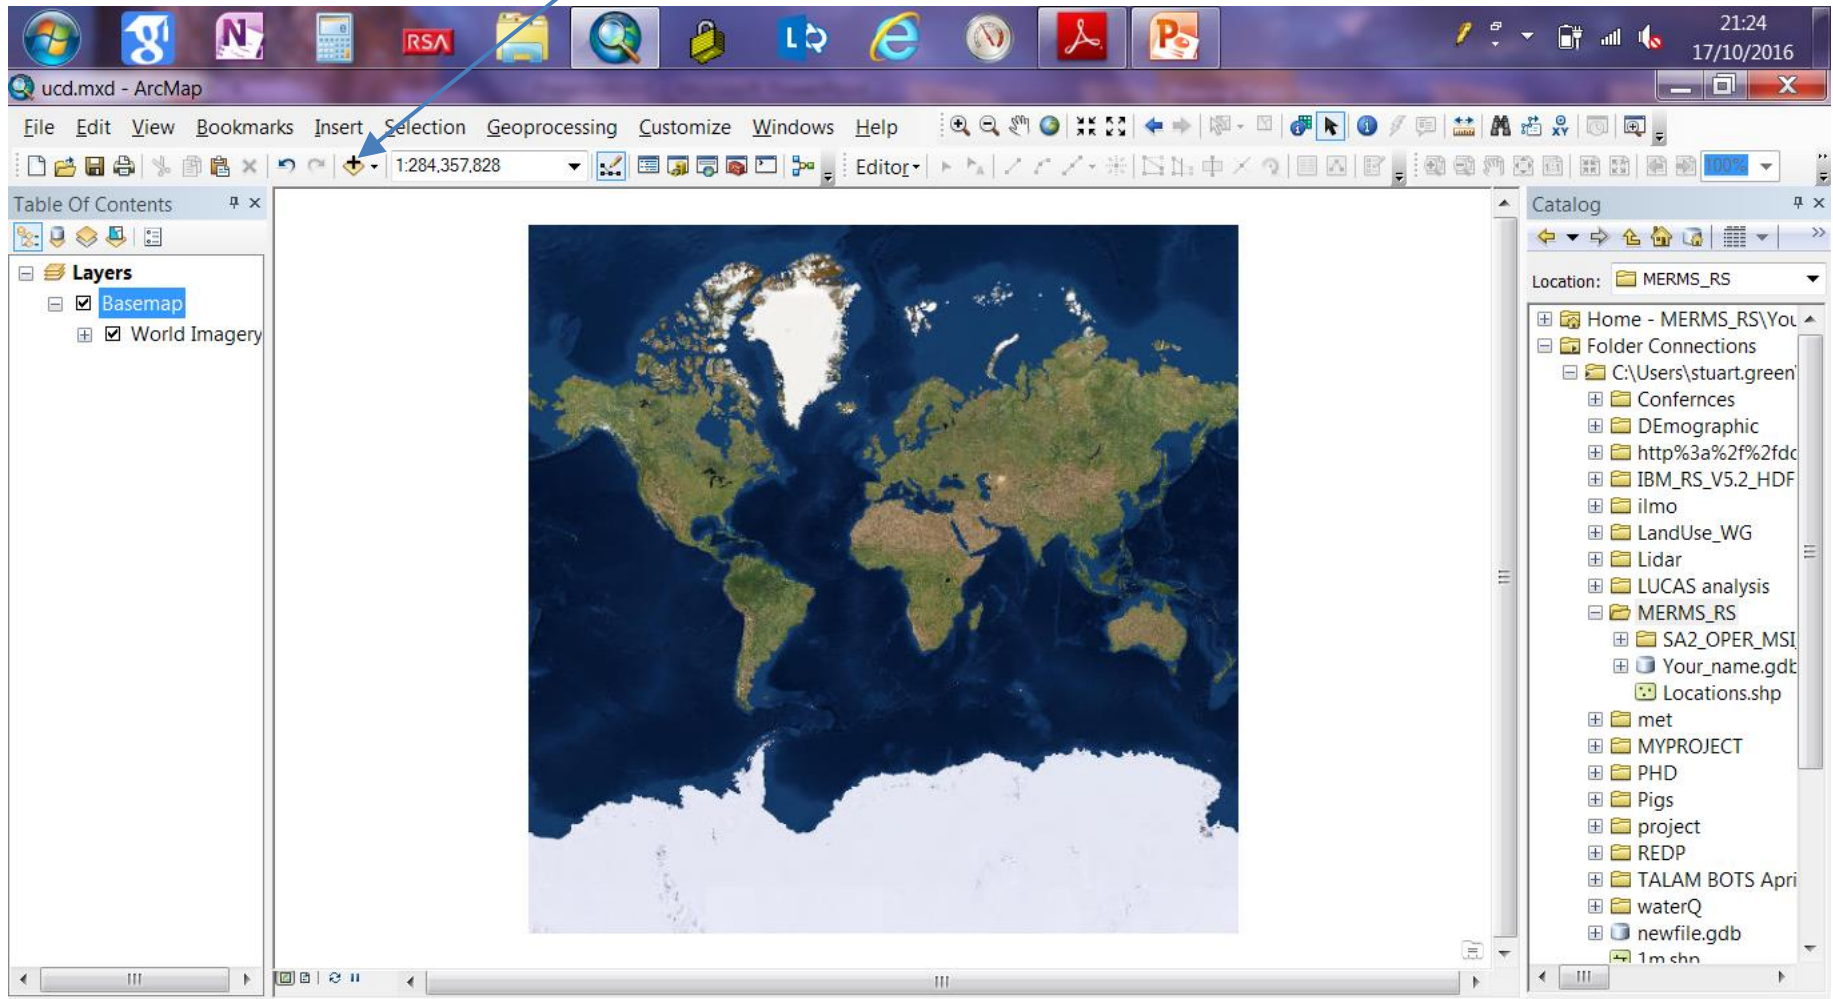 RSA
21:24
17/10/2016
ucd.mxd - ArcMap
File Edit View Bookmarks Insert Selection Geoprocessing Customize Windows Help
1:284,357,828
Editor
100%
Table Of Contents
Layers
Basemap
World Imagery
Catalog
Location: MERMS_RS
Home - MERMS_RS\You
Folder Connections
C:\Users\stuart.green\
Confernces
DEmographic
http%3a%2f%2fdc
IBM_RS_V5.2_HDF
ilmo
LandUse_WG
Lidar
LUCAS analysis
MERMS_RS
SA2_OPER_MSI_
Your_name.gdb
Locations.shp
met
MYPROJECT
PHD
Pigs
project
REDP
TALAM BOTS Apri
waterQ
newfile.gdb
1m.shp